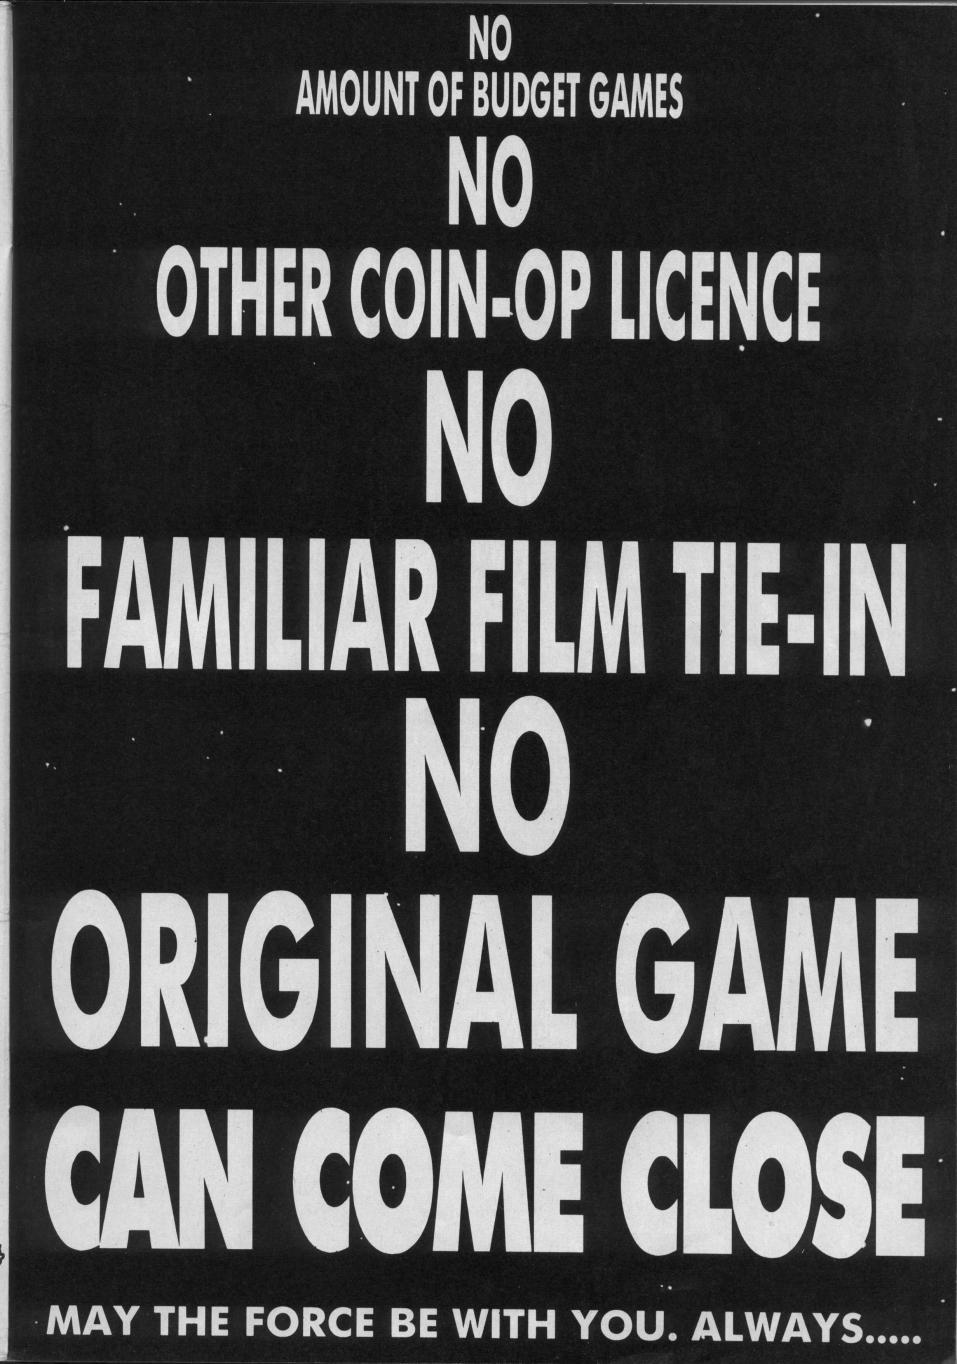 NO
AMOUNT OF BUDGET GAMES
NO
OTHER COIN-OP LICENCE
NO
FAMILIAR FILM TIE-IN
NO
ORIGINAL GAME
CAN COME CLOSE
MAY THE FORCE BE WITH YOU. ALWAYS.....